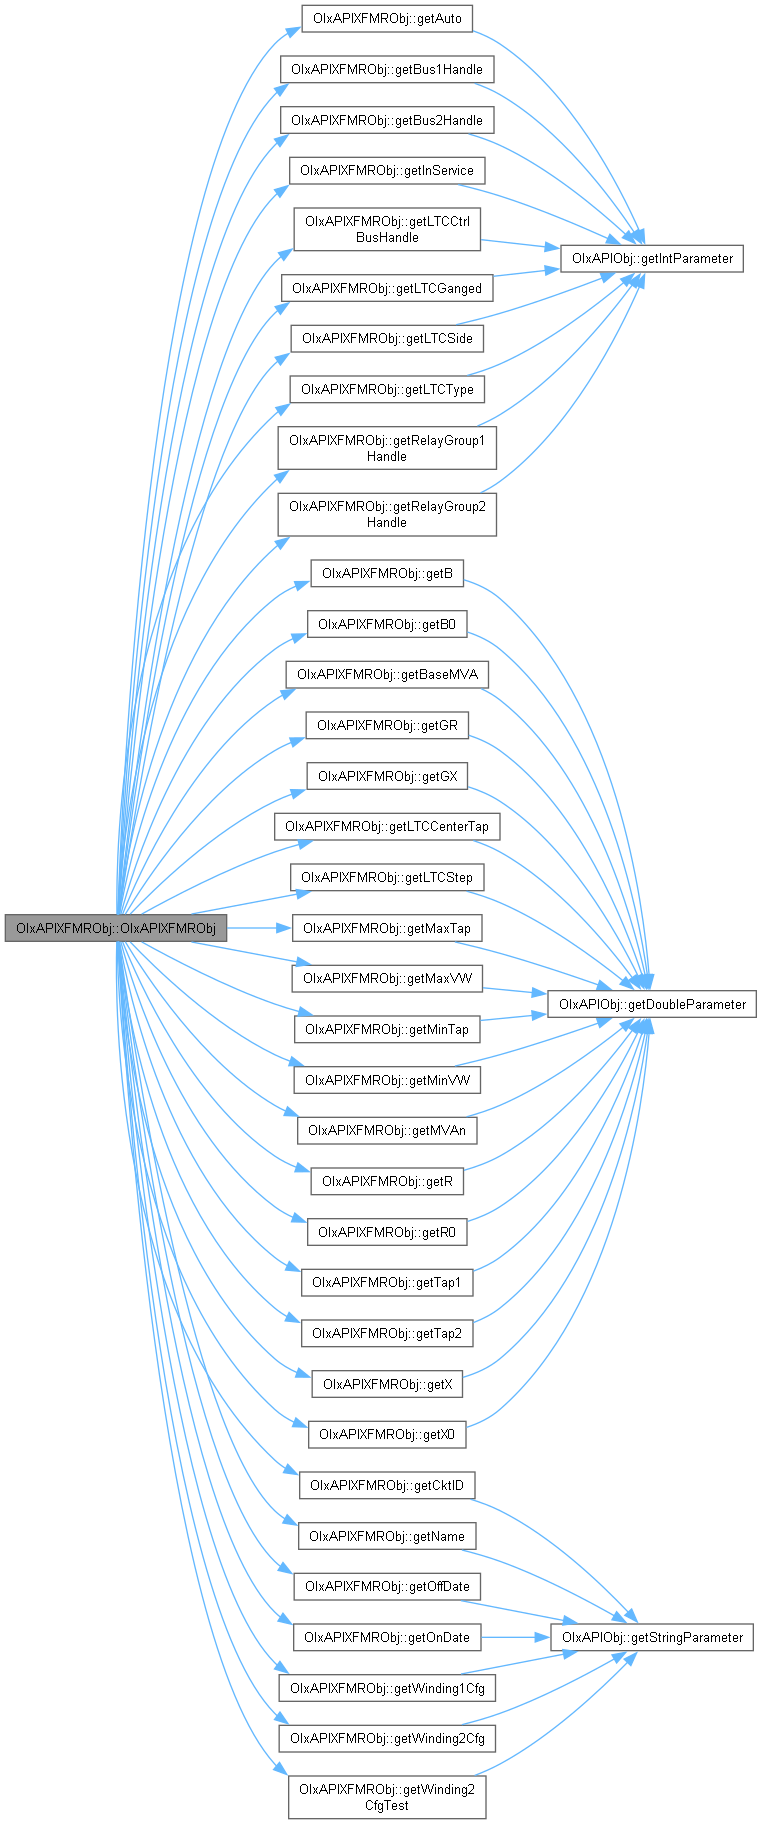 OlxAPIXFMRObj::getAuto
OlxAPIXFMRObj::getBus1Handle
OlxAPIXFMRObj::getBus2Handle
OlxAPIXFMRObj::getInService
OlxAPIXFMRObj::getLTCCtrl
BusHandle
OlxAPIObj::getIntParameter
OlxAPIXFMRObj::getLTCGanged
OlxAPIXFMRObj::getLTCSide
OlxAPIXFMRObj::getLTCType
OlxAPIXFMRObj::getRelayGroup1
Handle
OlxAPIXFMRObj::getRelayGroup2
Handle
OlxAPIXFMRObj::getB
OlxAPIXFMRObj::getB0
OlxAPIXFMRObj::getBaseMVA
OlxAPIXFMRObj::getGR
OlxAPIXFMRObj::getGX
OlxAPIXFMRObj::getLTCCenterTap
OlxAPIXFMRObj::getLTCStep
OlxAPIXFMRObj::OlxAPIXFMRObj
OlxAPIXFMRObj::getMaxTap
OlxAPIXFMRObj::getMaxVW
OlxAPIObj::getDoubleParameter
OlxAPIXFMRObj::getMinTap
OlxAPIXFMRObj::getMinVW
OlxAPIXFMRObj::getMVAn
OlxAPIXFMRObj::getR
OlxAPIXFMRObj::getR0
OlxAPIXFMRObj::getTap1
OlxAPIXFMRObj::getTap2
OlxAPIXFMRObj::getX
OlxAPIXFMRObj::getX0
OlxAPIXFMRObj::getCktID
OlxAPIXFMRObj::getName
OlxAPIXFMRObj::getOffDate
OlxAPIXFMRObj::getOnDate
OlxAPIObj::getStringParameter
OlxAPIXFMRObj::getWinding1Cfg
OlxAPIXFMRObj::getWinding2Cfg
OlxAPIXFMRObj::getWinding2
CfgTest